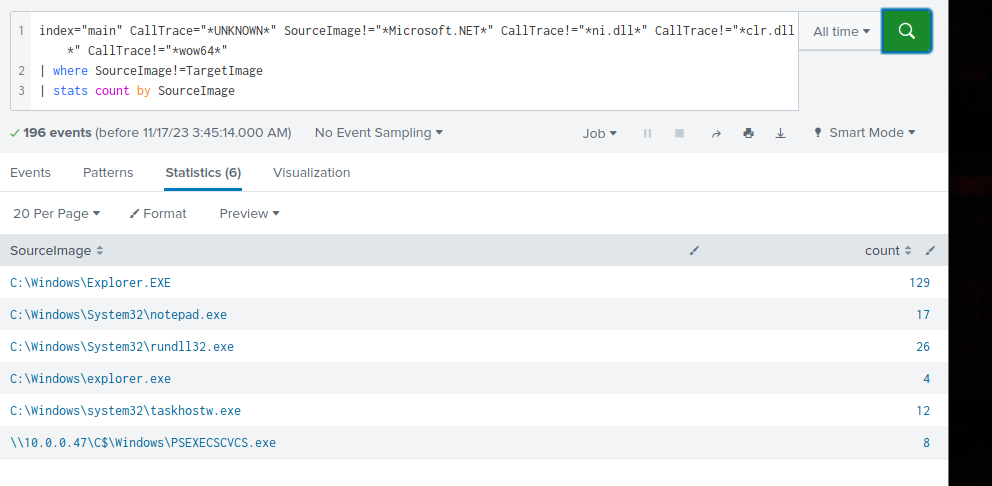 1 index="main" CallTrace="*UNKNOWN*" SourceImage!="*Microsoft.NET*" CallTrace!="*ni.dll*" CallTrace!="*clr.dll
*" CallTrace!="*wow64*"
2 | where SourceImage!=TargetImage
3 | stats count by SourceImage
All time
196 events (before 11/17/23 3:45:14.000 AM) No Event Sampling Job Smart Mode
Events Patterns Statistics (6) Visualization
20 Per Page Format Preview
SourceImage count
C:\Windows\Explorer.EXE 129
C:\Windows\System32\notepad.exe 17
C:\Windows\System32\rundll32.exe 26
C:\Windows\explorer.exe 4
C:\Windows\system32\taskhostw.exe 12
\\10.0.0.47\C$\Windows\PSEXECSCVCS.exe 8